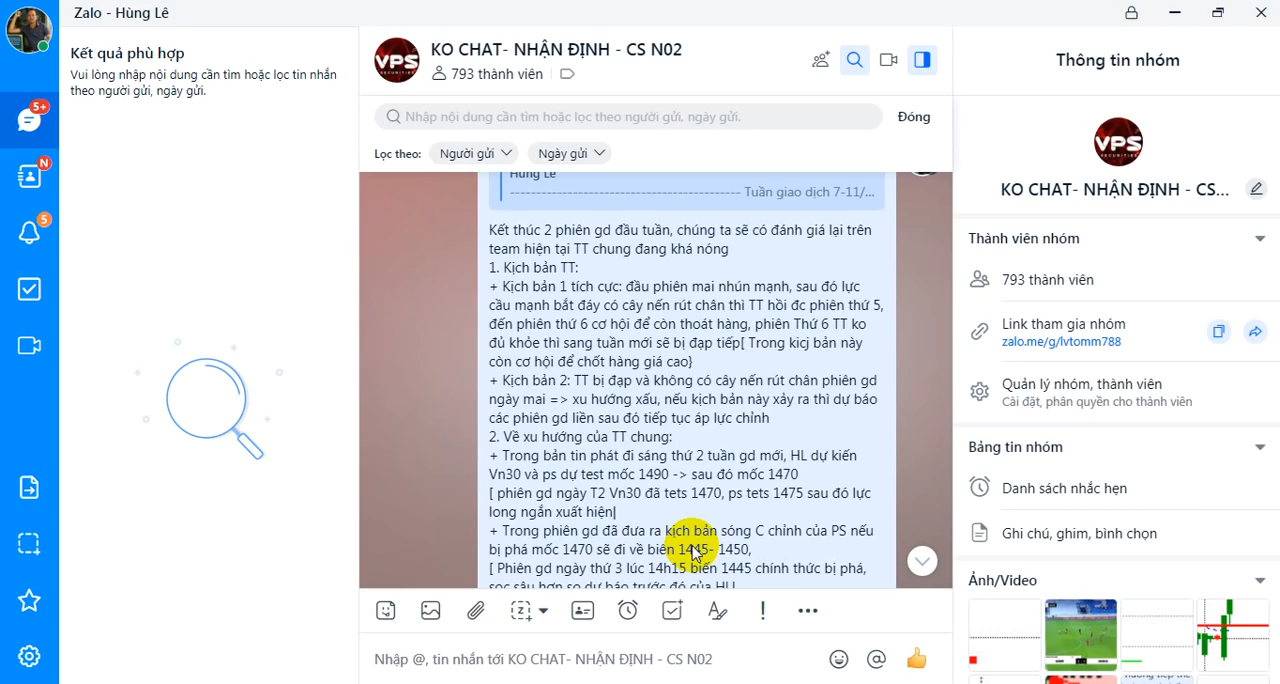 Zalo - Hùng Lê
5+
N
5
Kết quả phù hợp
Vui lòng nhập nội dung cần tìm hoặc lọc tin nhắn
theo người gửi, ngày gửi.
VPS
SECURITIES
KO CHAT- NHẬN ĐỊNH - CS N02
793 thành viên
Nhập nội dung cần tìm hoặc lọc theo người gửi, ngày gửi.
Đóng
Lọc theo:
Người gửi
Ngày gửi
Hùng Lê
------------------------------------------ Tuần giao dịch 7-11/...
Kết thúc 2 phiên gd đầu tuần, chúng ta sẽ có đánh giá lại trên
team hiện tại TT chung đang khá nóng
1. Kịch bản TT:
+ Kịch bản 1 tích cực: đầu phiên mai nhún mạnh, sau đó lực
cầu mạnh bắt đáy có cây nến rút chân thì TT hồi đc phiên thứ 5,
đến phiên thứ 6 cơ hội để còn thoát hàng, phiên Thứ 6 TT ko
đủ khỏe thì sang tuần mới sẽ bị đạp tiếp[ Trong kicj bản này
còn cơ hội để chốt hàng giá cao}
+ Kịch bản 2: TT bị đạp và không có cây nến rút chân phiên gd
ngày mai => xu hướng xấu, nếu kịch bản này xảy ra thì dự báo
các phiên gd liền sau đó tiếp tục áp lực chỉnh
2. Về xu hướng của TT chung:
+ Trong bản tin phát đi sáng thứ 2 tuần gd mới, HL dự kiến
Vn30 và ps dự test mốc 1490 -> sau đó mốc 1470
[ phiên gd ngày T2 Vn30 đã tets 1470, ps tets 1475 sau đó lực
long ngắn xuất hiện|
+ Trong phiên gd đã đưa ra kịch bản sóng C chỉnh của PS nếu
bị phá mốc 1470 sẽ đi về biên 1445- 1450,
[ Phiên gd ngày thứ 3 lúc 14h15 biên 1445 chính thức bị phá,
sọc sâu hơn so dự báo trước đó của HL|
Nhập @, tin nhắn tới KO CHAT- NHẬN ĐỊNH - CS N02
Thông tin nhóm
VPS
SECURITIES
KO CHAT- NHẬN ĐỊNH - CS...
Thành viên nhóm
793 thành viên
Link tham gia nhóm
zalo.me/g/lvtomm788
Quản lý nhóm, thành viên
Cài đặt, phân quyền cho thành viên
Bảng tin nhóm
Danh sách nhắc hẹn
Ghi chú, ghim, bình chọn
Ảnh/Video